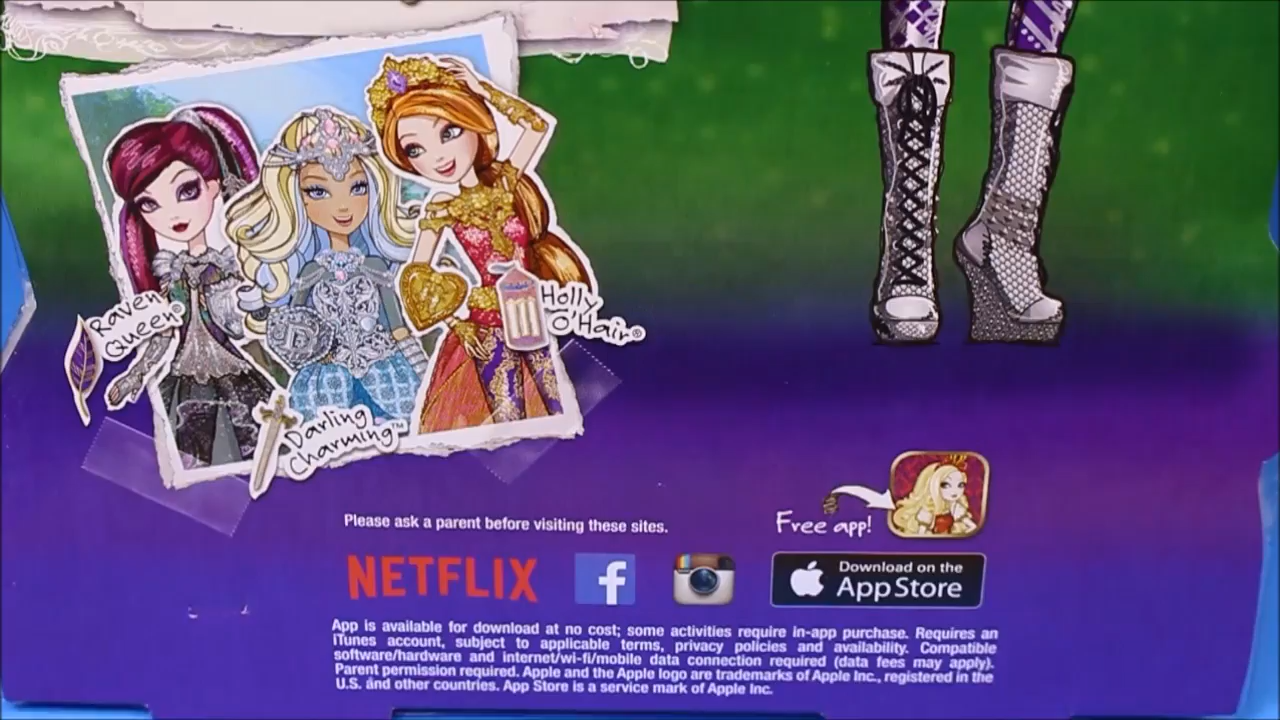 Raven
Queen®
Holly
O'Hair®
Darling
Charming™
Please ask a parent before visiting these sites.
Free app!
NETFLIX
f
Download on the
App Store
App is available for download at no cost; some activities require in-app purchase. Requires an
iTunes account, subject to applicable terms, privacy policies and availability. Compatible
software/hardware and internet/wi-fi/mobile data connection required (data fees may apply).
Parent permission required. Apple and the Apple logo are trademarks of Apple Inc., registered in the
U.S. and other countries. App Store is a service mark of Apple Inc.